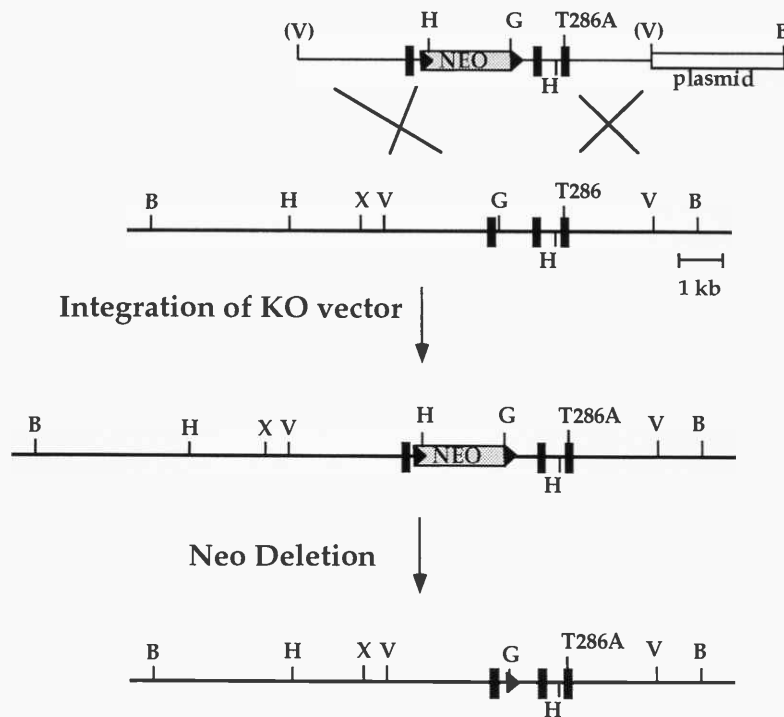 (V) H G T286A (V) B
NEO
H
plasmid
B H X V G T286 V B
H
1 kb
Integration of KO vector
B H X V H G T286A V B
NEO
H
Neo Deletion
B H X V G T286A V B
H